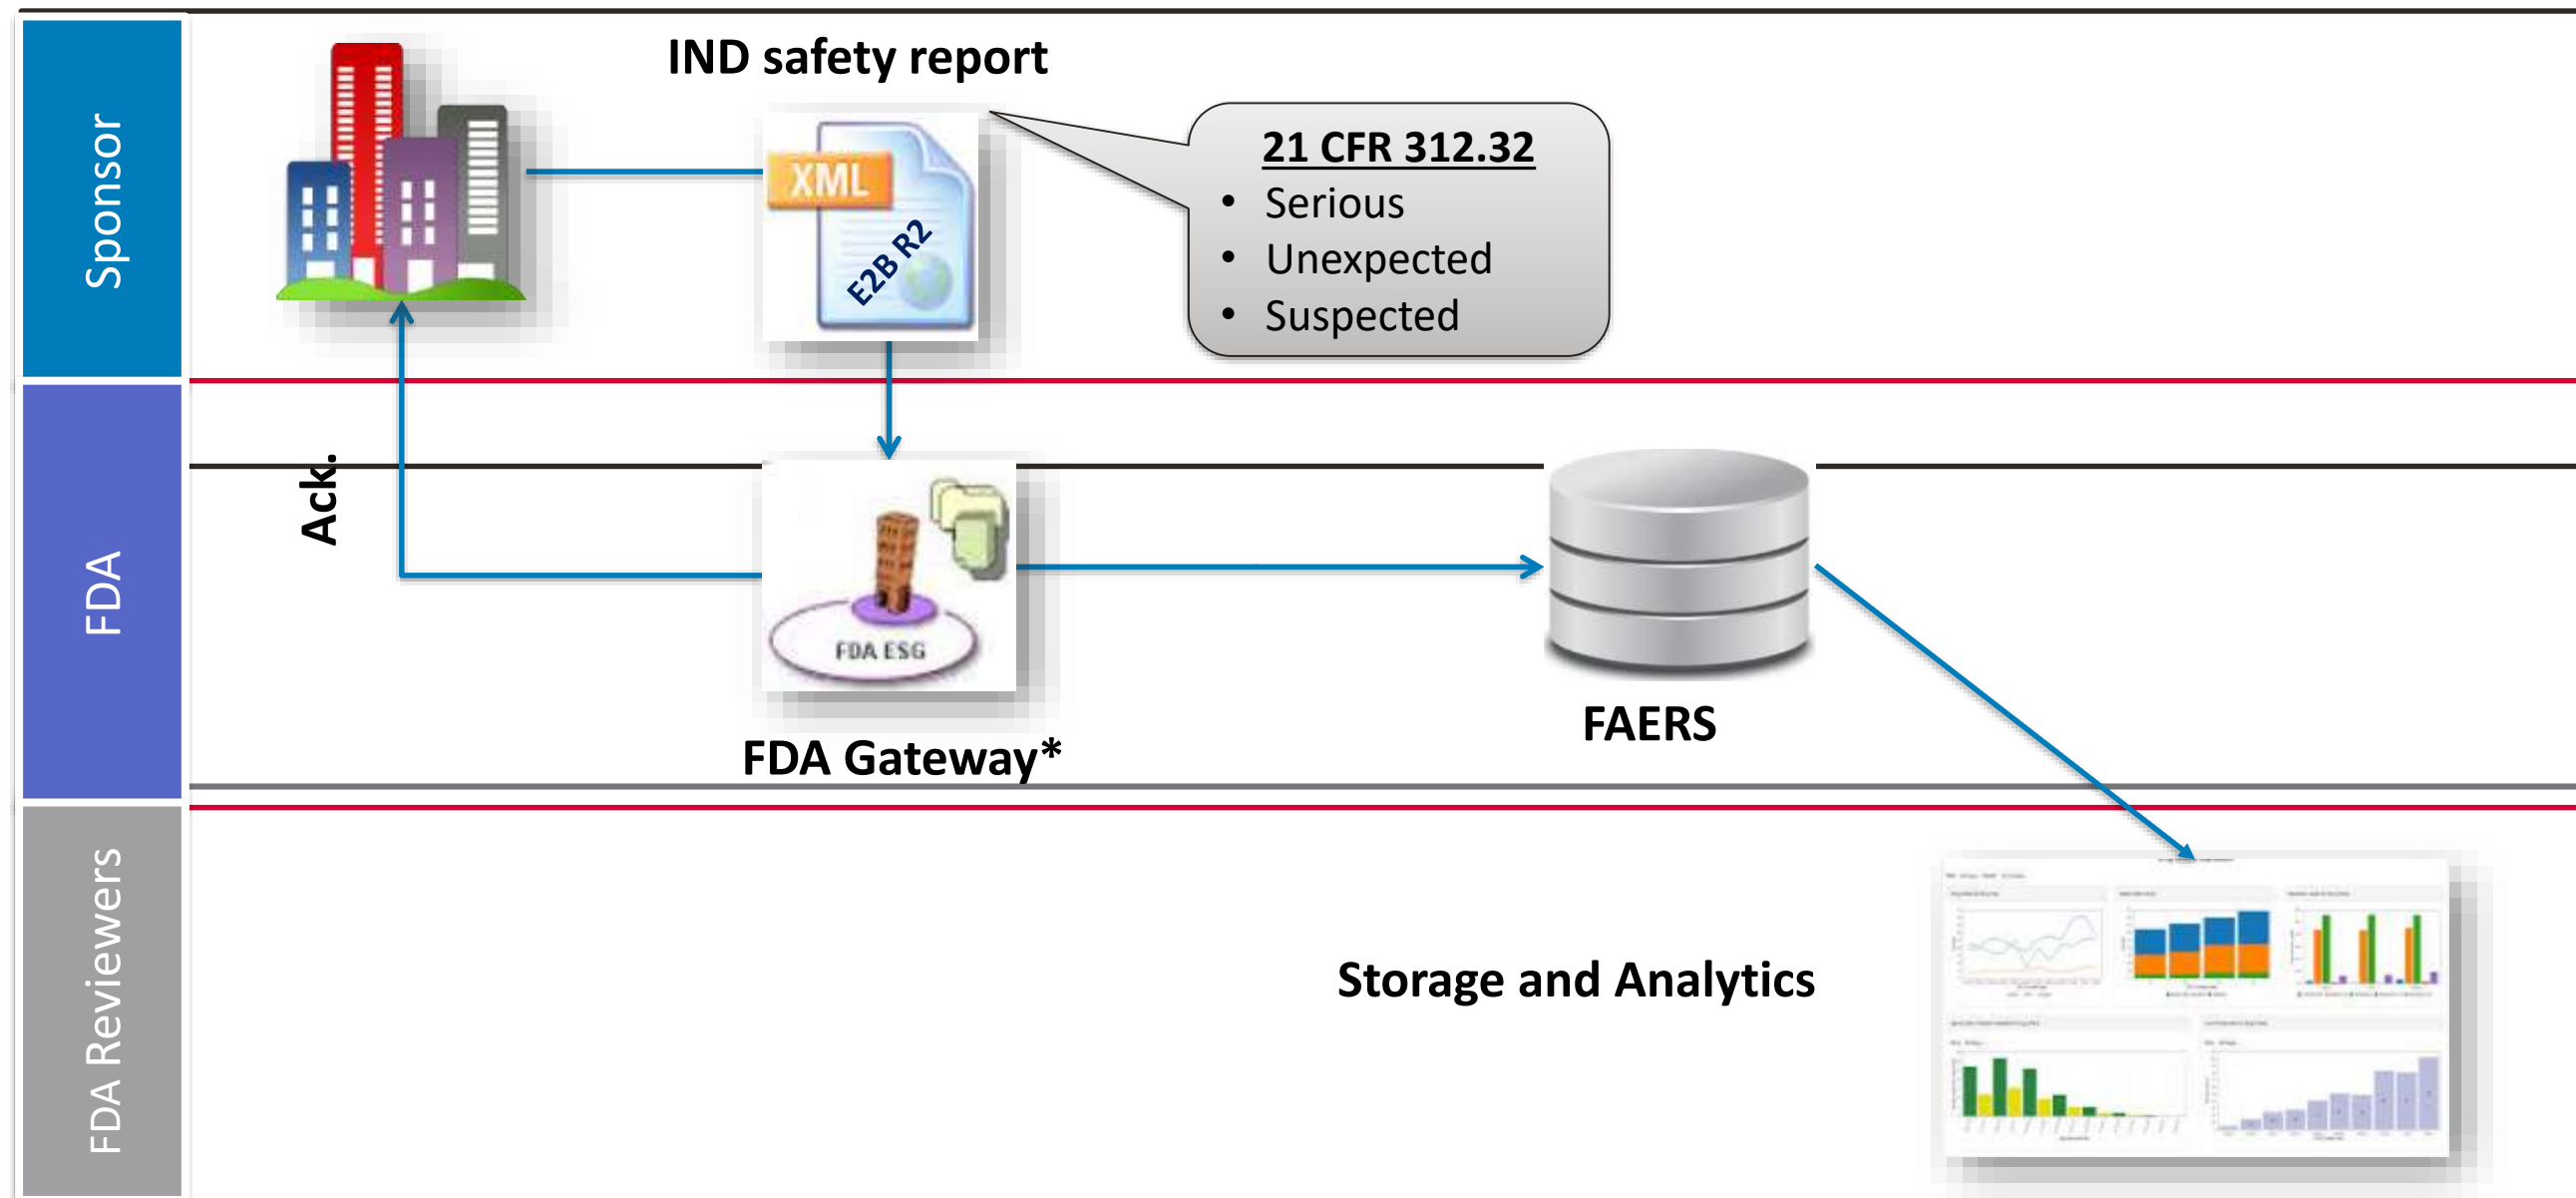 Sponsor
IND safety report
XML
E2B R2
21 CFR 312.32
• Serious
• Unexpected
• Suspected
FDA
Ack.
FDA ESG
FDA Gateway*
FAERS
FDA Reviewers
Storage and Analytics